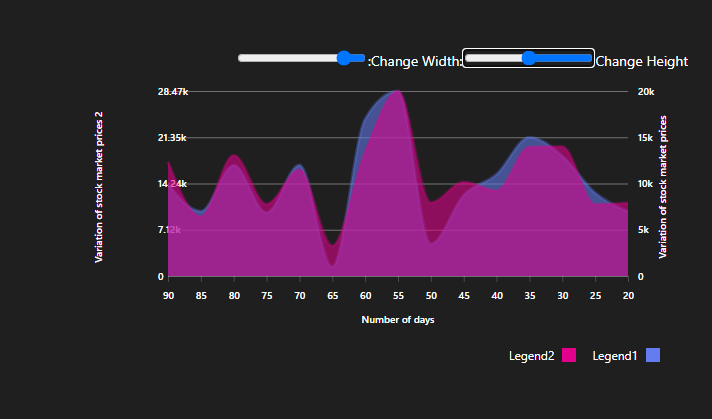 :Change Width:
Change Height
28.47k
21.35k
14.24k
7.12k
0
Variation of stock market prices 2
20k
15k
10k
5k
0
Variation of stock market prices
90 85 80 75 70 65 60 55 50 45 40 35 30 25 20
Number of days
Legend2 Legend1